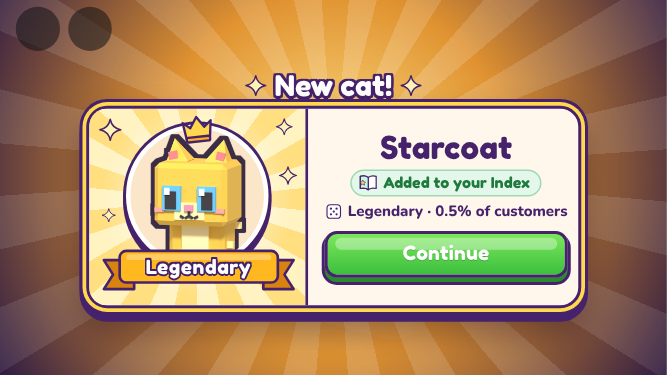 New cat!
Starcoat
Added to your Index
Legendary · 0.5% of customers
Legendary
Continue